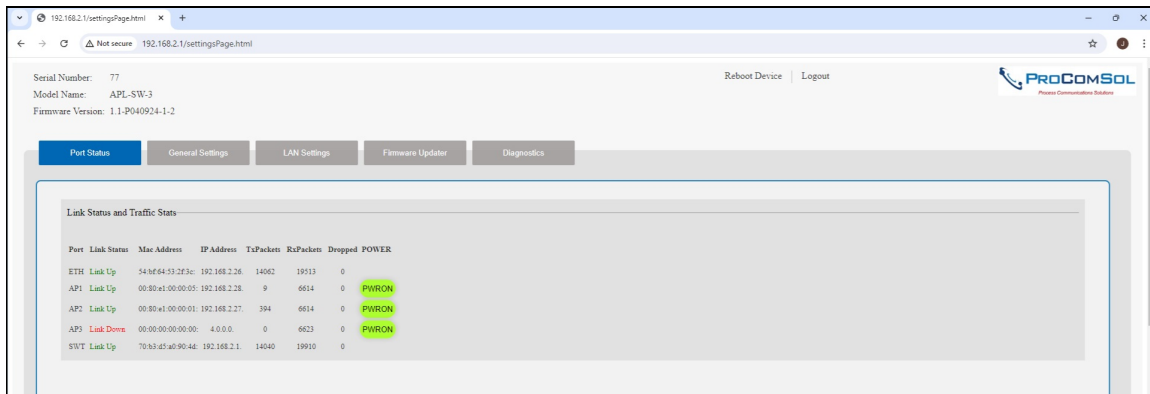 192.168.2.1/settingsPage.html
Not secure 192.168.2.1/settingsPage.html
J
Serial Number: 77
Model Name: APL-SW-3
Firmware Version: 1.1-P040924-1-2
Reboot Device | Logout
PROCOMSOL
Process Communications Solutions
Port Status General Settings LAN Settings Firmware Updater Diagnostics
Link Status and Traffic Stats
Port Link Status Mac Address IP Address TxPackets RxPackets Dropped POWER
ETH Link Up 54:bf:64:53:2f:3c: 192.168.2.26. 14062 19513 0
AP1 Link Up 00:80:e1:00:00:05: 192.168.2.28. 9 6614 0 PWRON
AP2 Link Up 00:80:e1:00:00:01: 192.168.2.27. 394 6614 0 PWRON
AP3 Link Down 00:00:00:00:00:00: 4.0.0.0. 0 6623 0 PWRON
SWT Link Up 70:b3:d5:a0:90:4d: 192.168.2.1. 14040 19910 0